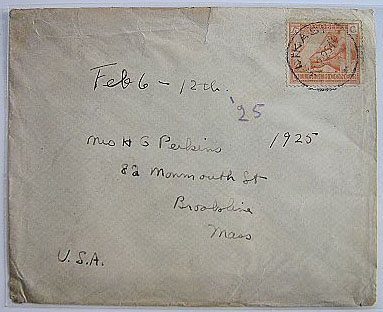 Feb 6 - 12th.
'25
Mrs H S Perkins 1925
82 Monmouth St
Brookline
Mass
U.S.A.